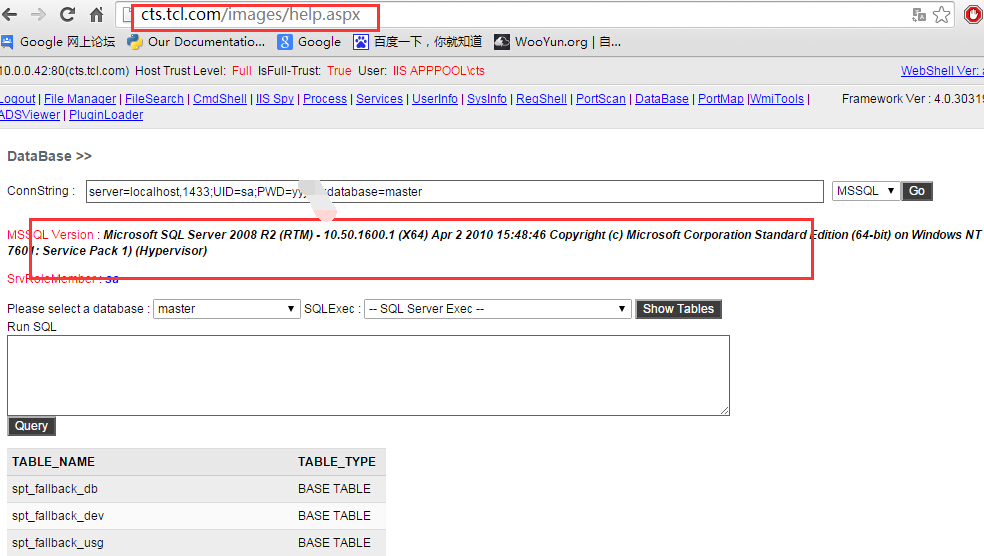 cts.tcl.com/images/help.aspx
Google 网上论坛 Our Documentatio... Google 百度一下，你就知道 WooYun.org | 自...
10.0.0.42:80(cts.tcl.com) Host Trust Level: Full IsFull-Trust: True User: IIS APPPOOL\cts WebShell Ver:
Logout | File Manager | FileSearch | CmdShell | IIS Spy | Process | Services | UserInfo | SysInfo | RegShell | PortScan | DataBase | PortMap |WmiTools | Framework Ver : 4.0.30319
ADSViewer | PluginLoader
DataBase >>
ConnString : server=localhost,1433;UID=sa;PWD=yy database=master MSSQL Go
MSSQL Version : Microsoft SQL Server 2008 R2 (RTM) - 10.50.1600.1 (X64) Apr 2 2010 15:48:46 Copyright (c) Microsoft Corporation Standard Edition (64-bit) on Windows NT
7601: Service Pack 1) (Hypervisor)
SrvRoleMember : sa
Please select a database : master SQLExec : -- SQL Server Exec -- Show Tables
Run SQL
Query
TABLE_NAME TABLE_TYPE
spt_fallback_db BASE TABLE
spt_fallback_dev BASE TABLE
spt_fallback_usg BASE TABLE